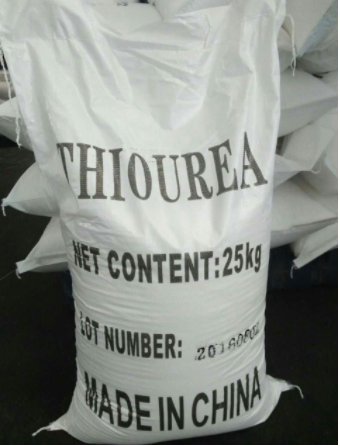 THIOUREA
NET CONTENT:25kg
LOT NUMBER:
MADE IN CHINA